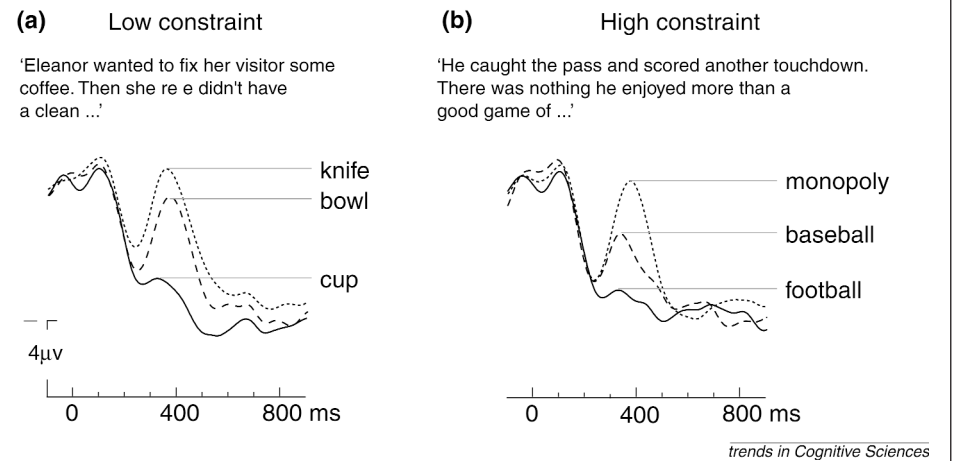 (a)
Low constraint
‘Eleanor wanted to fix her visitor some
coffee. Then she re e didn't have
a clean ...’
knife
bowl
cup
4μv
0 400 800 ms
(b)
High constraint
‘He caught the pass and scored another touchdown.
There was nothing he enjoyed more than a
good game of ...’
monopoly
baseball
football
0 400 800 ms
trends in Cognitive Sciences